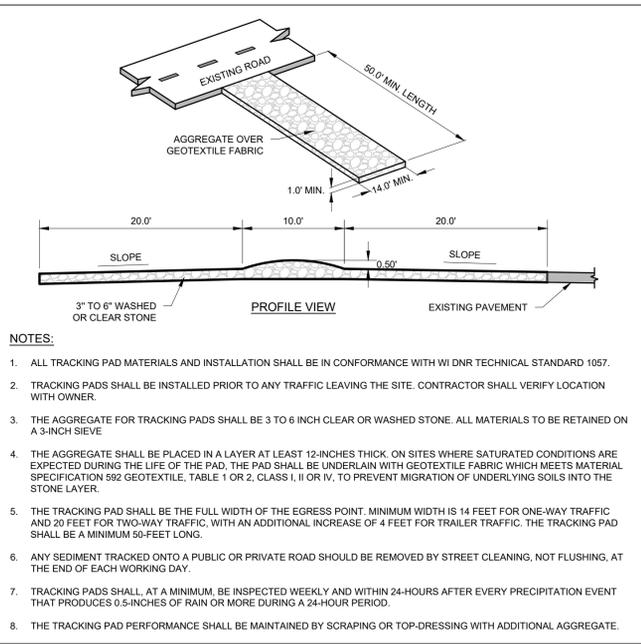 EXISTING ROAD
50.0' MIN. LENGTH
AGGREGATE OVER
GEOTEXTILE FABRIC
1.0' MIN.
14.0' MIN.
20.0'
10.0'
20.0'
SLOPE
0.50'
SLOPE
3" TO 6" WASHED
OR CLEAR STONE
PROFILE VIEW
EXISTING PAVEMENT
NOTES:
1. ALL TRACKING PAD MATERIALS AND INSTALLATION SHALL BE IN CONFORMANCE WITH WI DNR TECHNICAL STANDARD 1057.
2. TRACKING PADS SHALL BE INSTALLED PRIOR TO ANY TRAFFIC LEAVING THE SITE. CONTRACTOR SHALL VERIFY LOCATION
WITH OWNER.
3. THE AGGREGATE FOR TRACKING PADS SHALL BE 3 TO 6 INCH CLEAR OR WASHED STONE. ALL MATERIALS TO BE RETAINED ON
A 3-INCH SIEVE
4. THE AGGREGATE SHALL BE PLACED IN A LAYER AT LEAST 12-INCHES THICK. ON SITES WHERE SATURATED CONDITIONS ARE
EXPECTED DURING THE LIFE OF THE PAD, THE PAD SHALL BE UNDERLAIN WITH GEOTEXTILE FABRIC WHICH MEETS MATERIAL
SPECIFICATION 592 GEOTEXTILE, TABLE 1 OR 2, CLASS I, II OR IV, TO PREVENT MIGRATION OF UNDERLYING SOILS INTO THE
STONE LAYER.
5. THE TRACKING PAD SHALL BE THE FULL WIDTH OF THE EGRESS POINT. MINIMUM WIDTH IS 14 FEET FOR ONE-WAY TRAFFIC
AND 20 FEET FOR TWO-WAY TRAFFIC, WITH AN ADDITIONAL INCREASE OF 4 FEET FOR TRAILER TRAFFIC. THE TRACKING PAD
SHALL BE A MINIMUM 50-FEET LONG.
6. ANY SEDIMENT TRACKED ONTO A PUBLIC OR PRIVATE ROAD SHOULD BE REMOVED BY STREET CLEANING, NOT FLUSHING, AT
THE END OF EACH WORKING DAY.
7. TRACKING PADS SHALL, AT A MINIMUM, BE INSPECTED WEEKLY AND WITHIN 24-HOURS AFTER EVERY PRECIPITATION EVENT
THAT PRODUCES 0.5-INCHES OF RAIN OR MORE DURING A 24-HOUR PERIOD.
8. THE TRACKING PAD PERFORMANCE SHALL BE MAINTAINED BY SCRAPING OR TOP-DRESSING WITH ADDITIONAL AGGREGATE.